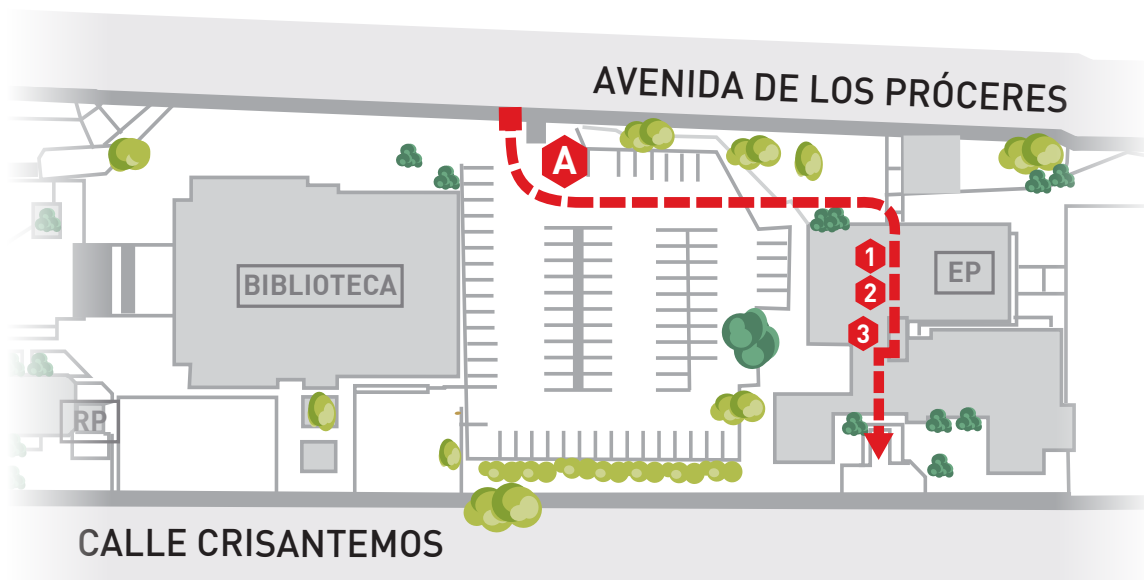 AVENIDA DE LOS PRÓCERES
A
1
2
3
EP
BIBLIOTECA
RP
CALLE CRISANTEMOS